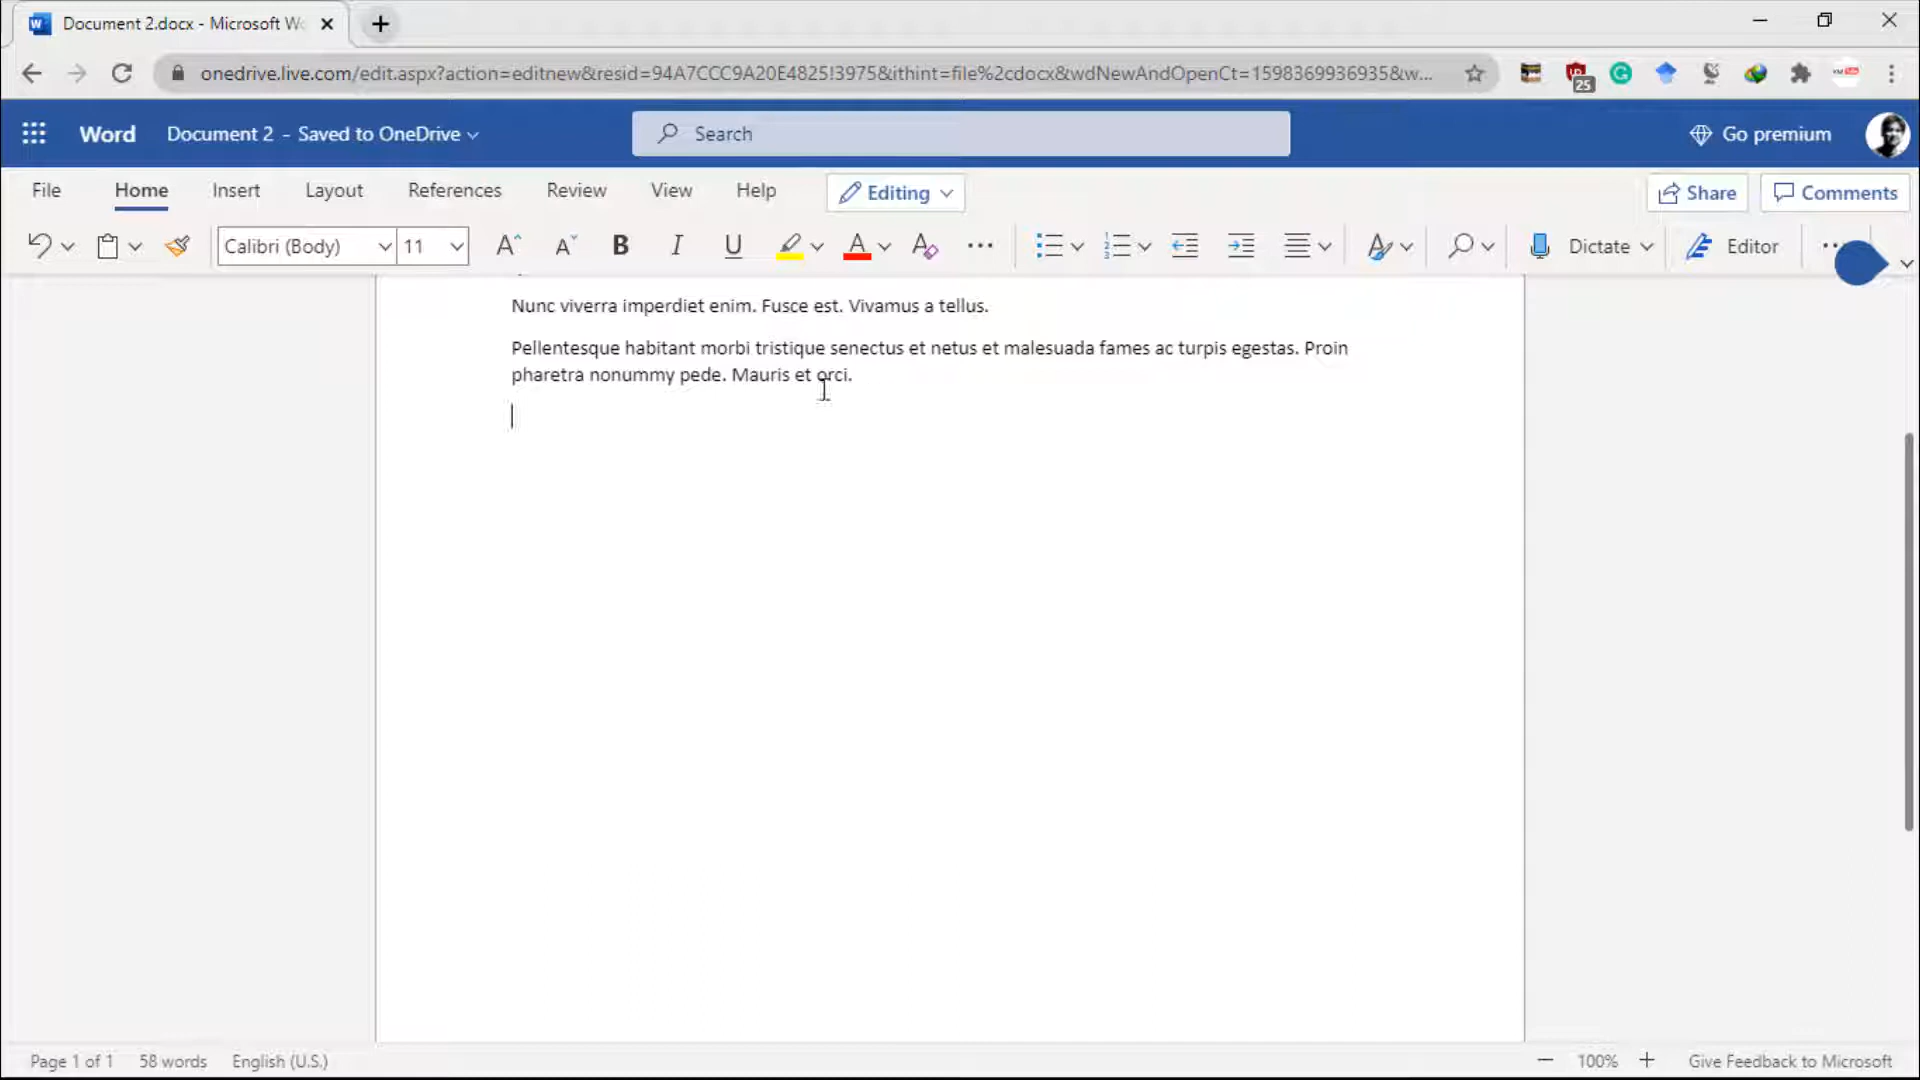 Document 2.docx - Microsoft Wo
onedrive.live.com/edit.aspx?action=editnew&resid=94A7CCC9A20E4825!3975&ithint=file%2cdocx&wdNewAndOpenCt=1598369936935&w...
25
Word Document 2 - Saved to OneDrive
Search
Go premium
File Home Insert Layout References Review View Help Editing Share Comments
Calibri (Body) 11 A A B I U A A Dictate Editor
Nunc viverra imperdiet enim. Fusce est. Vivamus a tellus.
Pellentesque habitant morbi tristique senectus et netus et malesuada fames ac turpis egestas. Proin
pharetra nonummy pede. Mauris et orci.
Page 1 of 1 58 words English (U.S.) 100% Give Feedback to Microsoft